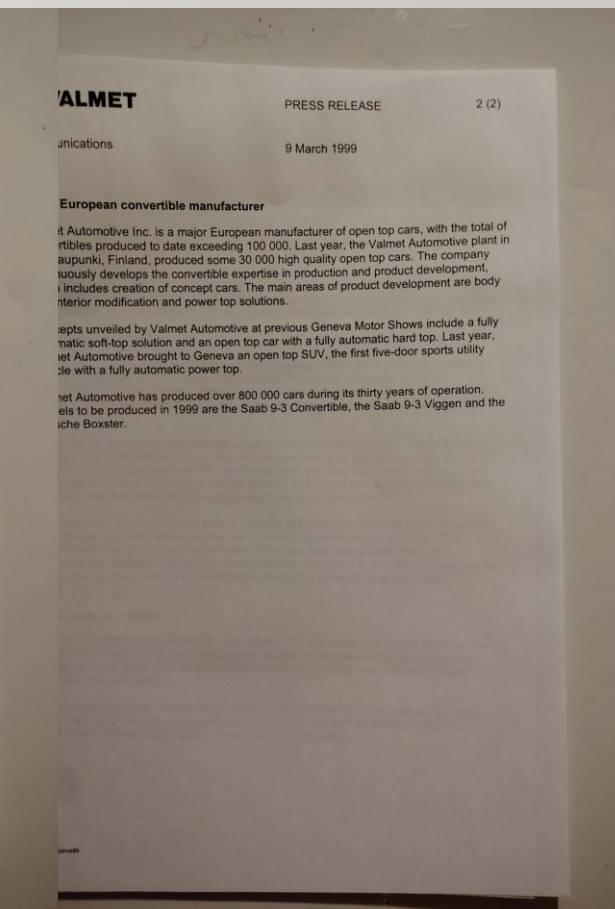 VALMET
PRESS RELEASE
2 (2)
unications
9 March 1999
European convertible manufacturer
et Automotive Inc. is a major European manufacturer of open top cars, with the total of
rtibles produced to date exceeding 100 000. Last year, the Valmet Automotive plant in
aupunki, Finland, produced some 30 000 high quality open top cars. The company
nuously develops the convertible expertise in production and product development,
includes creation of concept cars. The main areas of product development are body
nterior modification and power top solutions.
cepts unveiled by Valmet Automotive at previous Geneva Motor Shows include a fully
matic soft-top solution and an open top car with a fully automatic hard top. Last year,
et Automotive brought to Geneva an open top SUV, the first five-door sports utility
cle with a fully automatic power top.
met Automotive has produced over 800 000 cars during its thirty years of operation.
els to be produced in 1999 are the Saab 9-3 Convertible, the Saab 9-3 Viggen and the
sche Boxster.